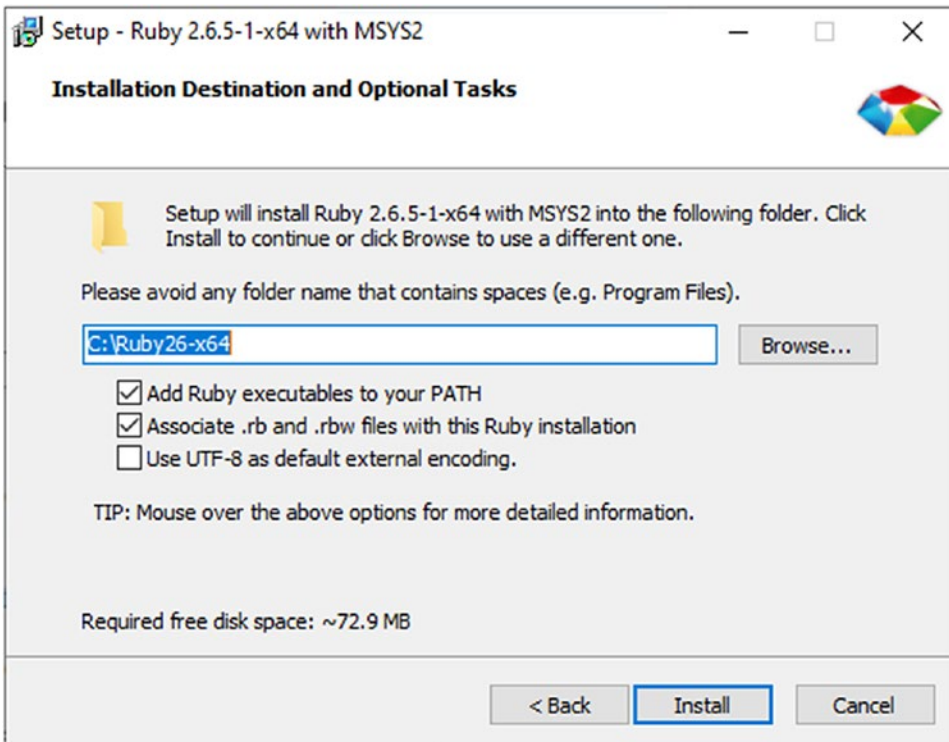 Setup - Ruby 2.6.5-1-x64 with MSYS2
Installation Destination and Optional Tasks
Setup will install Ruby 2.6.5-1-x64 with MSYS2 into the following folder. Click
Install to continue or click Browse to use a different one.
Please avoid any folder name that contains spaces (e.g. Program Files).
C:\Ruby26-x64
Browse...
Add Ruby executables to your PATH
Associate .rb and .rbw files with this Ruby installation
Use UTF-8 as default external encoding.
TIP: Mouse over the above options for more detailed information.
Required free disk space: ~72.9 MB
< Back
Install
Cancel